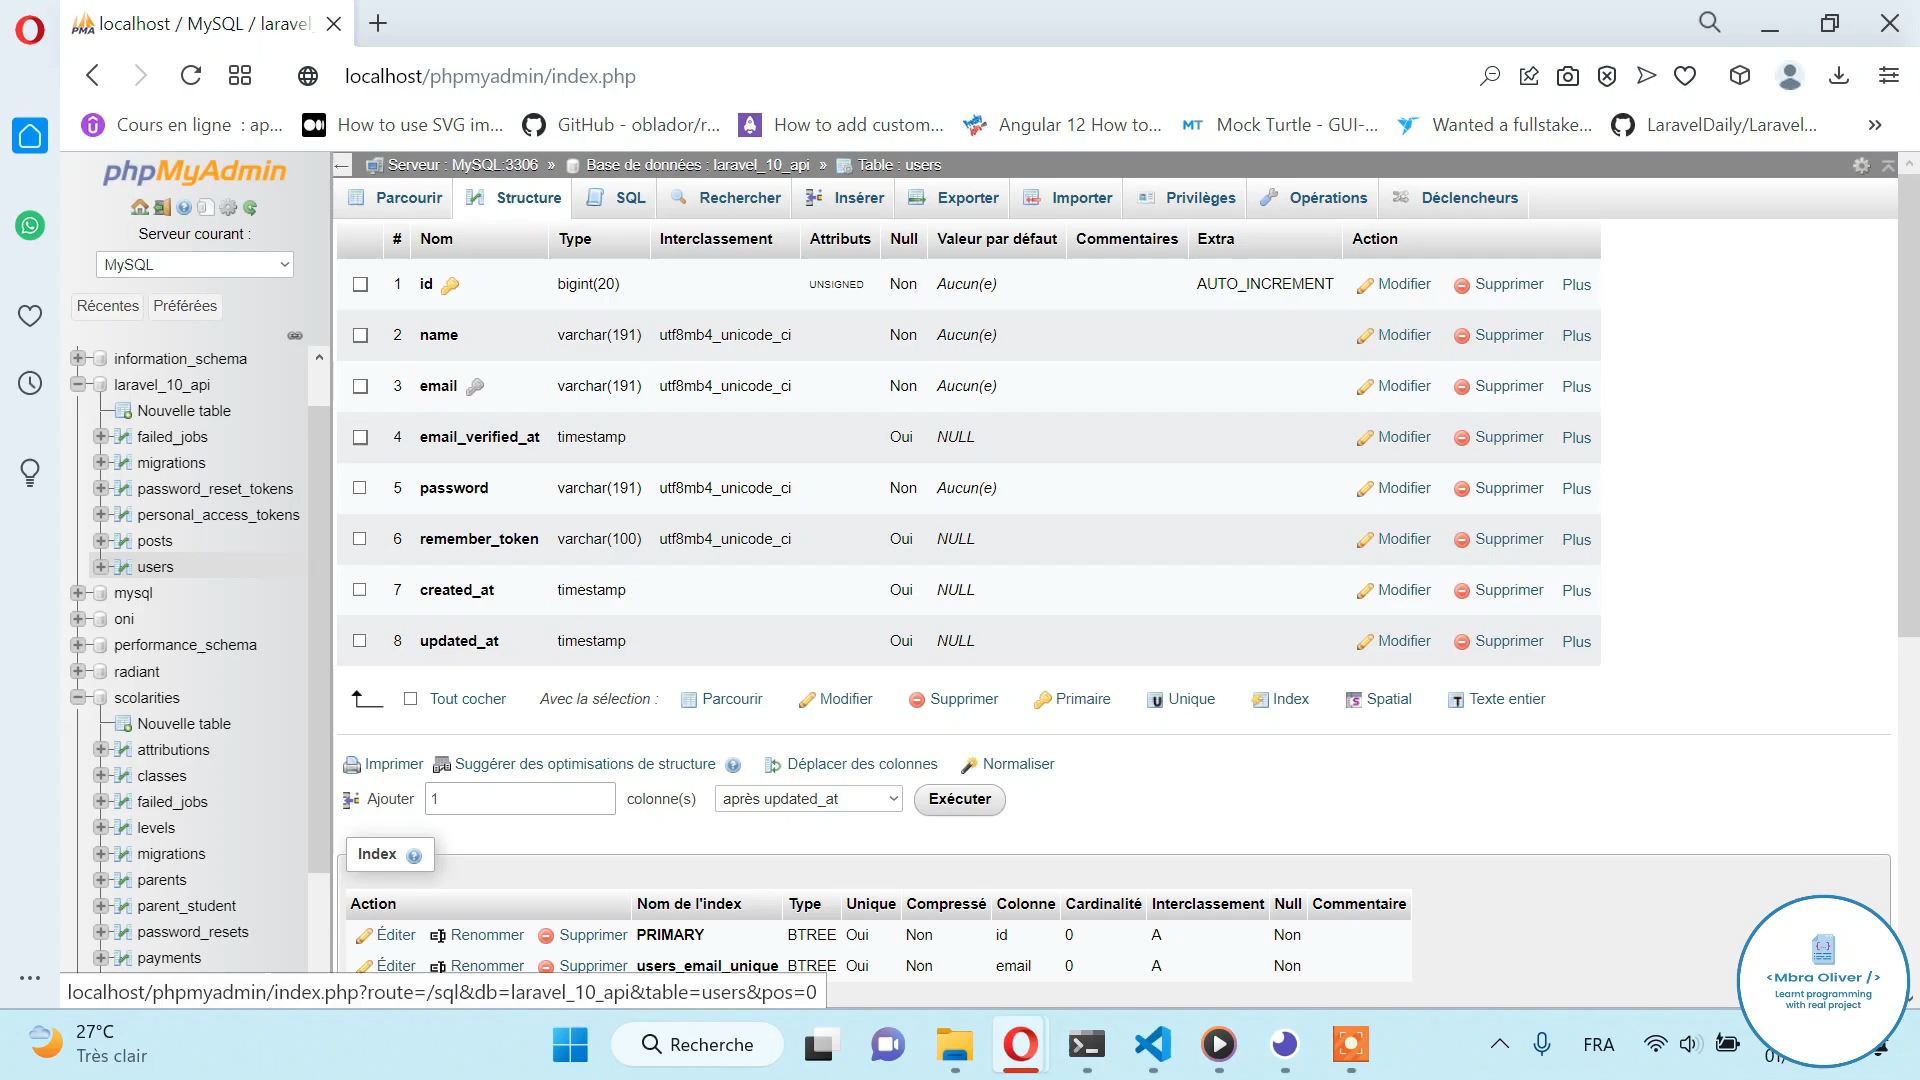 localhost / MySQL / laravel
localhost/phpmyadmin/index.php
Cours en ligne : ap...
How to use SVG im...
GitHub - oblador/r...
How to add custom...
Angular 12 How to...
MT Mock Turtle - GUI-...
Wanted a fullstake...
LaravelDaily/Laravel...
phpMyAdmin
Serveur courant :
MySQL
Récentes Préférées
information_schema
laravel_10_api
Nouvelle table
failed_jobs
migrations
password_reset_tokens
personal_access_tokens
posts
users
mysql
oni
performance_schema
radiant
scolarities
Nouvelle table
attributions
classes
failed_jobs
levels
migrations
parents
parent_student
password_resets
payments
Serveur : MySQL:3306 » Base de données : laravel_10_api » Table : users
Parcourir Structure SQL Rechercher Insérer Exporter Importer Privilèges Opérations Déclencheurs
# Nom Type Interclassement Attributs Null Valeur par défaut Commentaires Extra Action
1 id bigint(20) UNSIGNED Non Aucun(e) AUTO_INCREMENT Modifier Supprimer Plus
2 name varchar(191) utf8mb4_unicode_ci Non Aucun(e) Modifier Supprimer Plus
3 email varchar(191) utf8mb4_unicode_ci Non Aucun(e) Modifier Supprimer Plus
4 email_verified_at timestamp Oui NULL Modifier Supprimer Plus
5 password varchar(191) utf8mb4_unicode_ci Non Aucun(e) Modifier Supprimer Plus
6 remember_token varchar(100) utf8mb4_unicode_ci Oui NULL Modifier Supprimer Plus
7 created_at timestamp Oui NULL Modifier Supprimer Plus
8 updated_at timestamp Oui NULL Modifier Supprimer Plus
Tout cocher Avec la sélection : Parcourir Modifier Supprimer Primaire Unique Index Spatial Texte entier
Imprimer Suggérer des optimisations de structure Déplacer des colonnes Normaliser
Ajouter 1 colonne(s) après updated_at Exécuter
Index
Action Nom de l'index Type Unique Compressé Colonne Cardinalité Interclassement Null Commentaire
Éditer Renommer Supprimer PRIMARY BTREE Oui Non id 0 A Non
Éditer Renommer Supprimer users_email_unique BTREE Oui Non email 0 A Non
localhost/phpmyadmin/index.php?route=/sql&db=laravel_10_api&table=users&pos=0
<Mbra Oliver />
Learnt programming
with real project
27°C
Très clair
Recherche
FRA